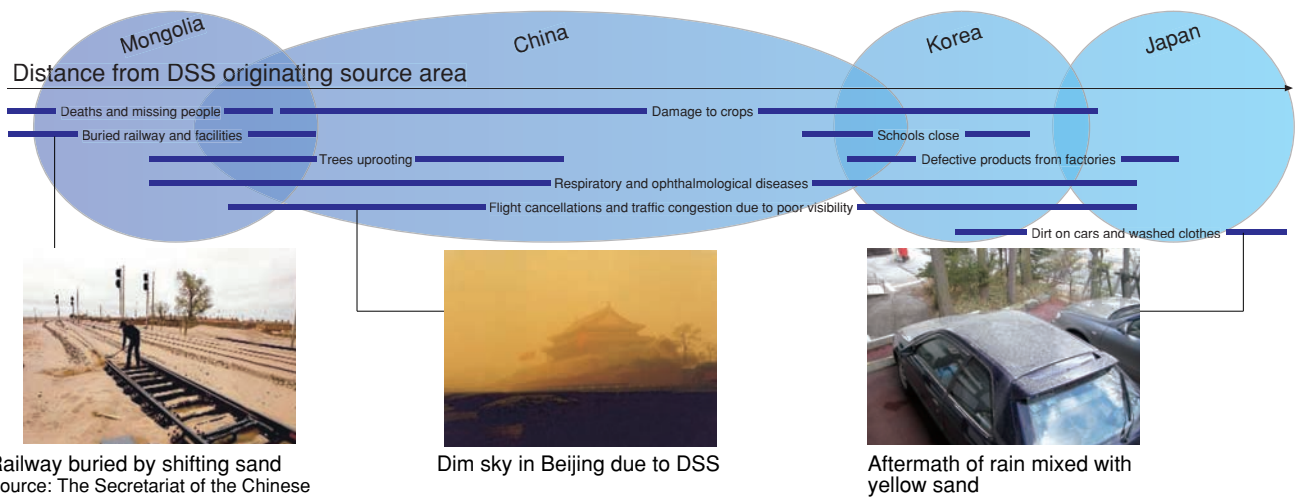 Mongolia
China
Korea
Japan
Distance from DSS originating source area
Deaths and missing people
Damage to crops
Buried railway and facilities
Schools close
Trees uprooting
Defective products from factories
Respiratory and ophthalmological diseases
Flight cancellations and traffic congestion due to poor visibility
Dirt on cars and washed clothes
Railway buried by shifting sand
Source: The Secretariat of the Chinese
Dim sky in Beijing due to DSS
Aftermath of rain mixed with
yellow sand